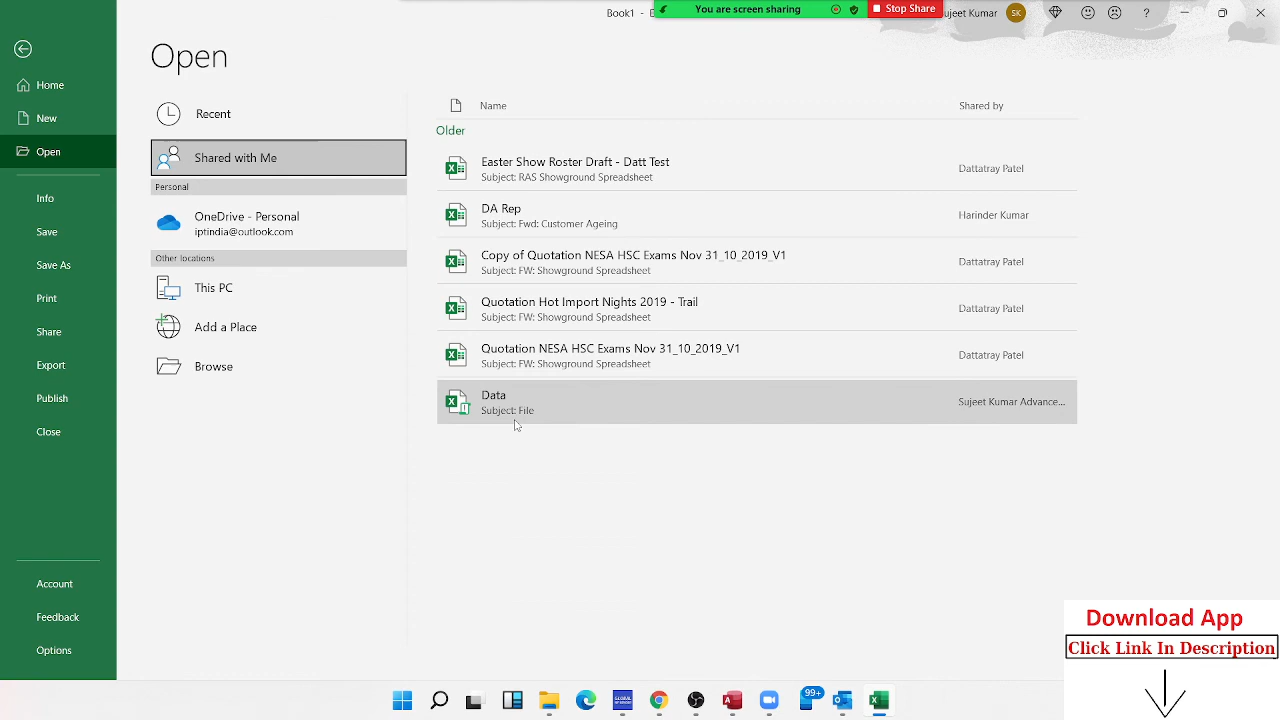 Book1 -
You are screen sharing
Stop Share
ujeet Kumar
SK
?
Open
Home
New
Open
Info
Save
Save As
Print
Share
Export
Publish
Close
Account
Feedback
Options
Recent
Shared with Me
Personal
OneDrive - Personal
iptindia@outlook.com
Other locations
This PC
Add a Place
Browse
Name Shared by
Older
Easter Show Roster Draft - Datt Test
Subject: RAS Showground Spreadsheet
Dattatray Patel
DA Rep
Subject: Fwd: Customer Ageing
Harinder Kumar
Copy of Quotation NESA HSC Exams Nov 31_10_2019_V1
Subject: FW: Showground Spreadsheet
Dattatray Patel
Quotation Hot Import Nights 2019 - Trail
Subject: FW: Showground Spreadsheet
Dattatray Patel
Quotation NESA HSC Exams Nov 31_10_2019_V1
Subject: FW: Showground Spreadsheet
Dattatray Patel
Data
Subject: File
Sujeet Kumar Advance...
Download App
Click Link In Description
99+